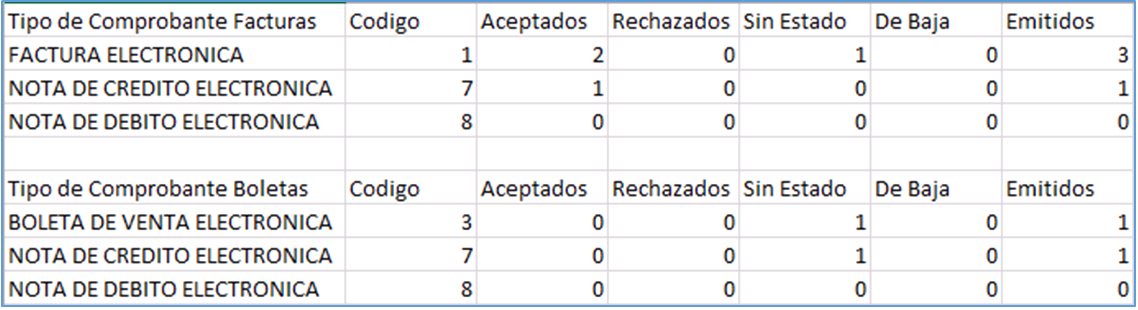 Tipo de Comprobante Facturas Codigo Aceptados Rechazados Sin Estado De Baja Emitidos
FACTURA ELECTRONICA 1 2 0 1 0 3
NOTA DE CREDITO ELECTRONICA 7 1 0 0 0 1
NOTA DE DEBITO ELECTRONICA 8 0 0 0 0 0
Tipo de Comprobante Boletas Codigo Aceptados Rechazados Sin Estado De Baja Emitidos
BOLETA DE VENTA ELECTRONICA 3 0 0 1 0 1
NOTA DE CREDITO ELECTRONICA 7 0 0 1 0 1
NOTA DE DEBITO ELECTRONICA 8 0 0 0 0 0